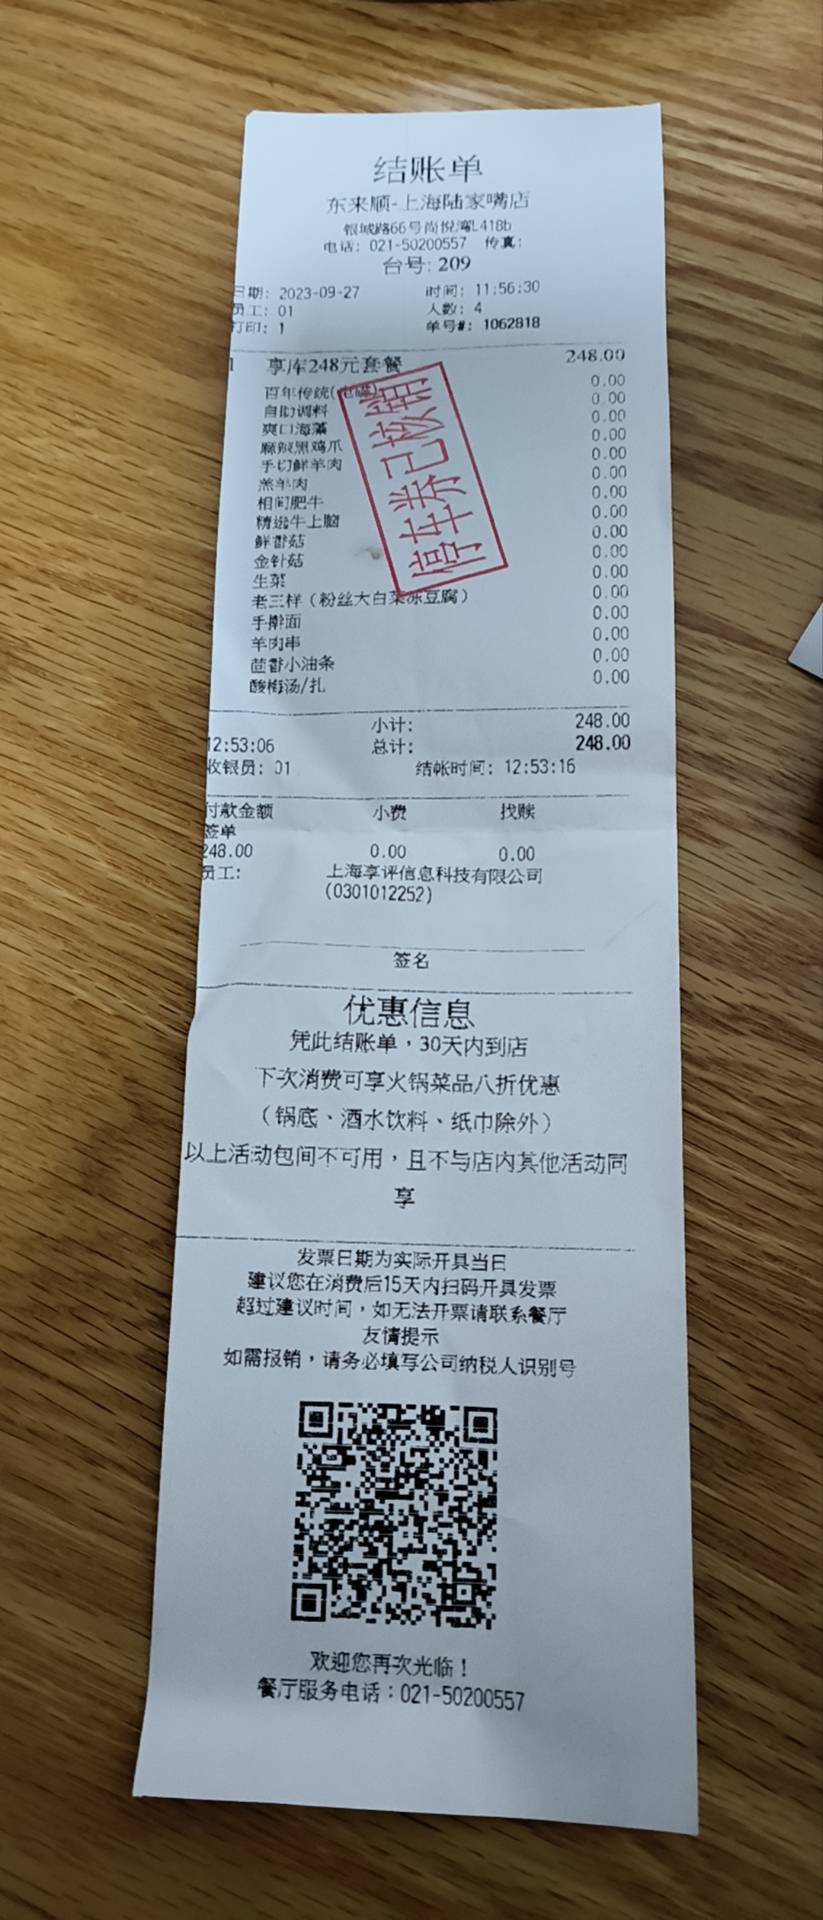 结账单
东来顺-上海陆家嘴店
银城路66号尚悦湾L418b
电话: 021-50200557 传真:
台号: 209
日期: 2023-09-27 时间: 11:56:30
员工: 01 人数: 4
打印: 1 单号#: 1062818
1 享库248元套餐 248.00
百年传统(电磁) 0.00
自助调料 0.00
爽口海藻 0.00
麻辣黑鸡爪 0.00
手切鲜羊肉 0.00
羔羊肉 0.00
相间肥牛 0.00
精选牛上脑 0.00
鲜香菇 0.00
金针菇 0.00
生菜 0.00
老三样（粉丝大白菜冻豆腐） 0.00
手擀面 0.00
羊肉串 0.00
茴香小油条 0.00
酸梅汤/扎 0.00
停车券已核销
小计: 248.00
12:53:06 总计: 248.00
收银员: 01 结帐时间: 12:53:16
付款金额 小费 找赎
签单
248.00 0.00 0.00
员工: 上海享评信息科技有限公司
(0301012252)
签名
优惠信息
凭此结账单，30天内到店
下次消费可享火锅菜品八折优惠
（锅底、酒水饮料、纸巾除外）
以上活动包间不可用，且不与店内其他活动同
享
发票日期为实际开具当日
建议您在消费后15天内扫码开具发票
超过建议时间，如无法开票请联系餐厅
友情提示
如需报销，请务必填写公司纳税人识别号
欢迎您再次光临！
餐厅服务电话：021-50200557